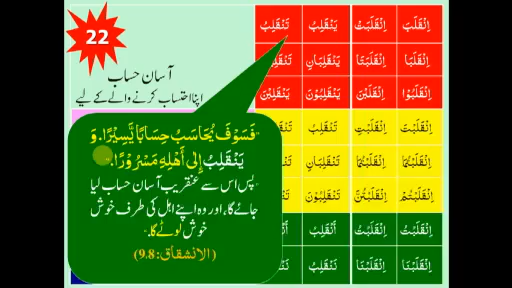 22
اِنْقَلَبَ اِنْقَلَبَتْ يَنْقَلِبُ تَنْقَلِبُ
اِنْقَلَبَا اِنْقَلَبَتَا يَنْقَلِبَانِ
اِنْقَلَبُوْا اِنْقَلَبْنَ يَنْقَلِبُوْنَ يَنْقَلِبْنَ
آسان حساب
اپنا احتساب کرنے والے کے لیے
اِنْقَلَبْتَ اِنْقَلَبْتِ تَنْقَلِبُ
اِنْقَلَبْتُمَا اِنْقَلَبْتُمَا تَنْقَلِبَانِ
اِنْقَلَبْتُمْ اِنْقَلَبْتُنَّ تَنْقَلِبُوْنَ
اِنْقَلَبْتُ اِنْقَلَبْتُ أَنْقَلِبُ
اِنْقَلَبْنَا اِنْقَلَبْنَا نَنْقَلِبُ
"فَسَوْفَ يُحَاسَبُ حِسَابًا يَّسِيْرًا. وَ
يَنْقَلِبُ إِلَى أَهْلِهٖ مَسْرُوْرًا."
"پس اس سے عنقریب آسان حساب لیا
جائے گا، اور وہ اپنے اہل کی طرف خوش
خوش لوٹے گا۔"
(الانشقاق:9.8)